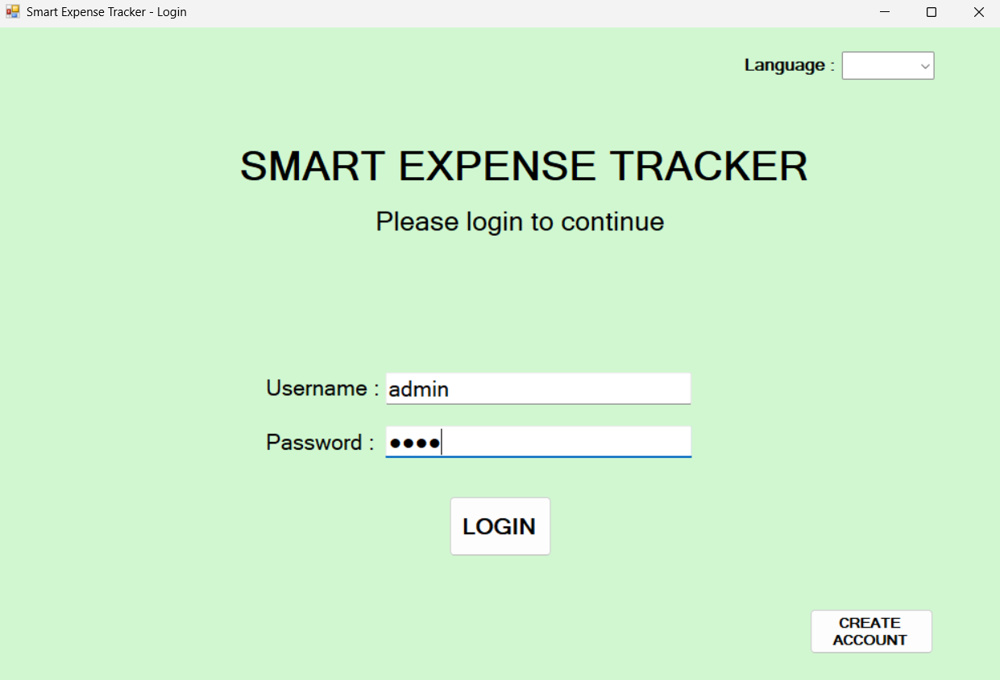 Smart Expense Tracker - Login
Language :
SMART EXPENSE TRACKER
Please login to continue
Username : admin
Password : ●●●●
LOGIN
CREATE
ACCOUNT